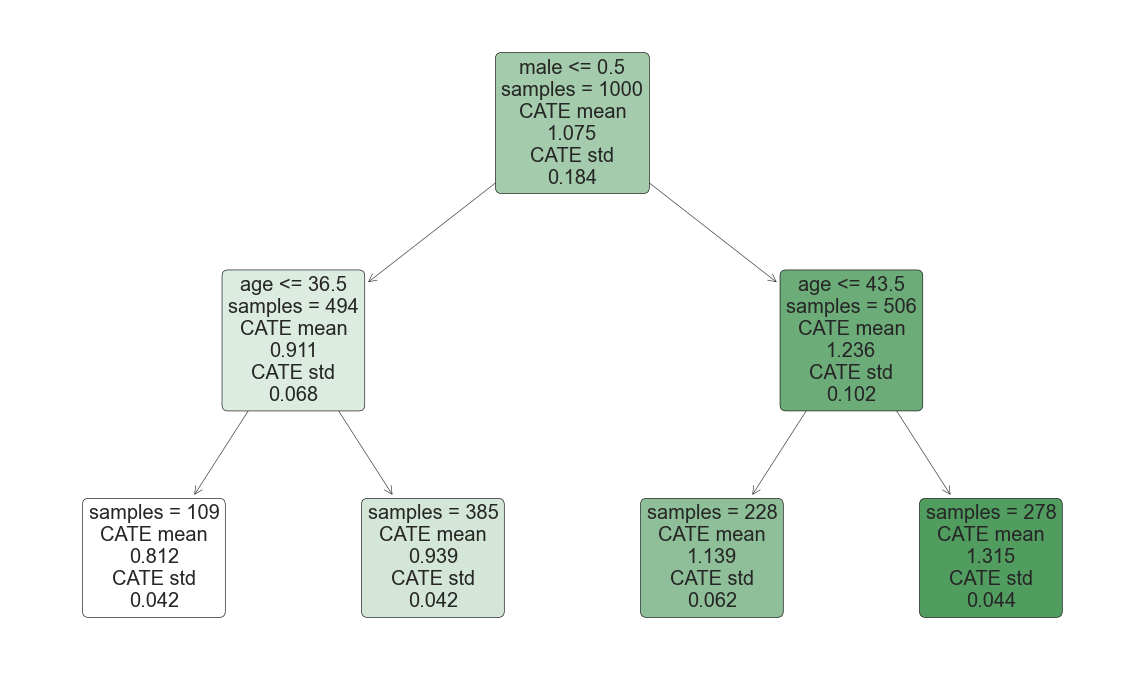 male <= 0.5
samples = 1000
CATE mean
1.075
CATE std
0.184
age <= 36.5
samples = 494
CATE mean
0.911
CATE std
0.068
age <= 43.5
samples = 506
CATE mean
1.236
CATE std
0.102
samples = 109
CATE mean
0.812
CATE std
0.042
samples = 385
CATE mean
0.939
CATE std
0.042
samples = 228
CATE mean
1.139
CATE std
0.062
samples = 278
CATE mean
1.315
CATE std
0.044